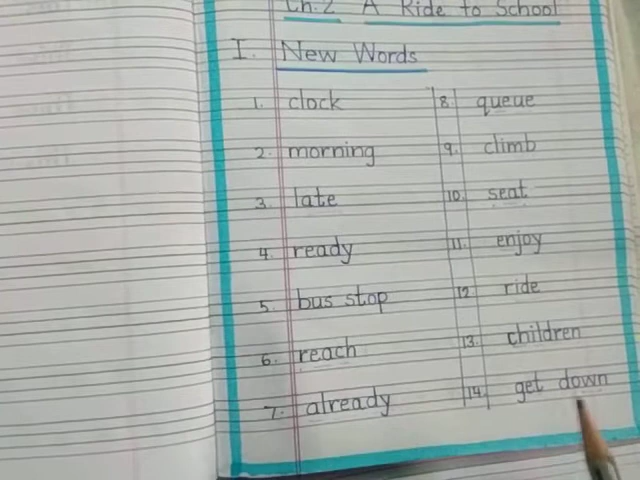 Ch.2 A Ride to School
I. New Words
1. clock
2. morning
3. late
4. ready
5. bus stop
6. reach
7. already
8. queue
9. climb
10. seat
11. enjoy
12. ride
13. children
14. get down